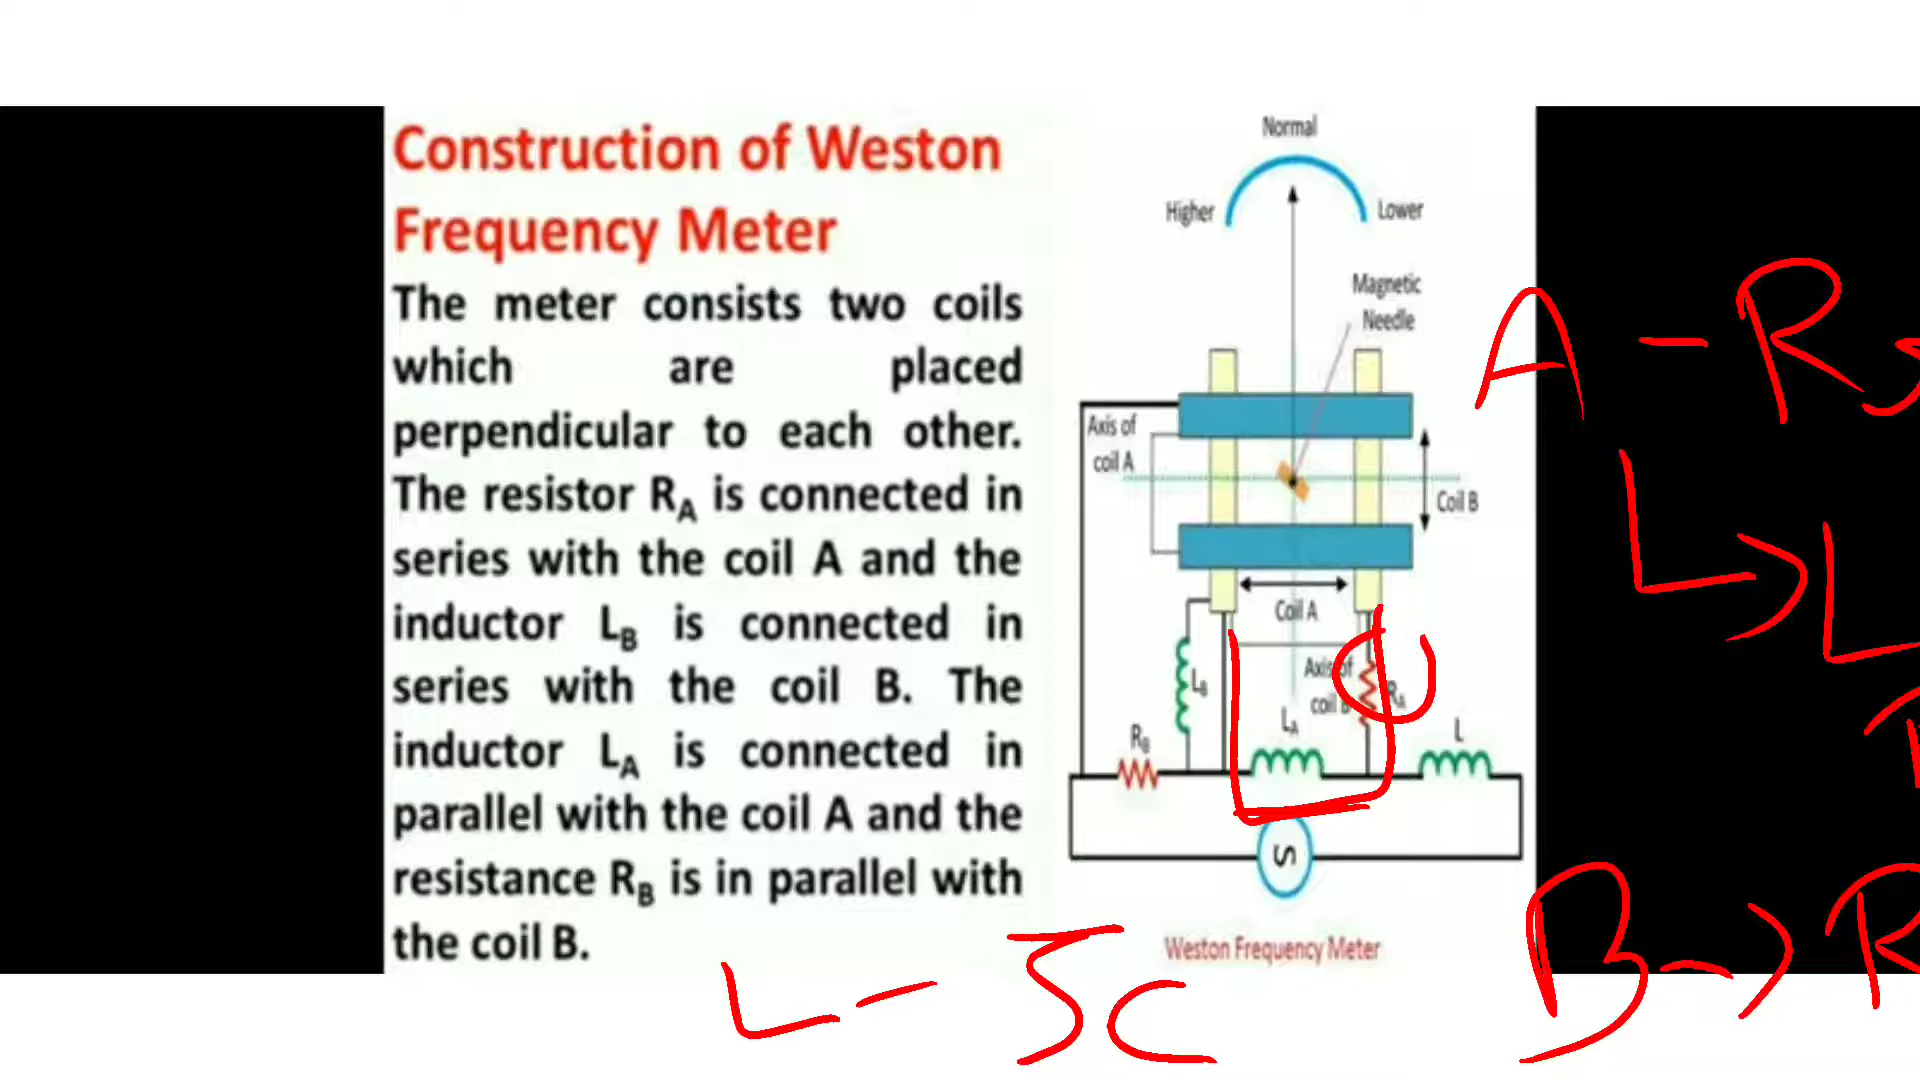 Construction of Weston
Frequency Meter
The meter consists two coils
which are placed
perpendicular to each other.
The resistor RA is connected in
series with the coil A and the
inductor LB is connected in
series with the coil B. The
inductor LA is connected in
parallel with the coil A and the
resistance RB is in parallel with
the coil B.
Normal
Higher
Lower
Magnetic
Needle
Axis of
coil A
Coil B
Coil A
Axis of
coil B
LB
RA
LA
RB
L
S
Weston Frequency Meter
A - R
L
B -> R
L -